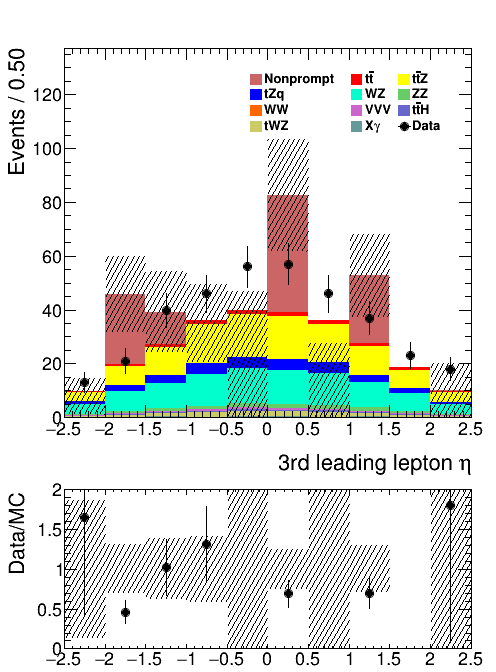 Events / 0.50
120
100
80
60
40
20
0
Nonprompt tt̄ tt̄Z
tZq WZ ZZ
WW VVV tt̄H
tWZ Xγ Data
−2.5 −2 −1.5 −1 −0.5 0 0.5 1 1.5 2 2.5
3rd leading lepton η
Data/MC
2
1.5
1
0.5
0
−2.5 −2 −1.5 −1 −0.5 0 0.5 1 1.5 2 2.5